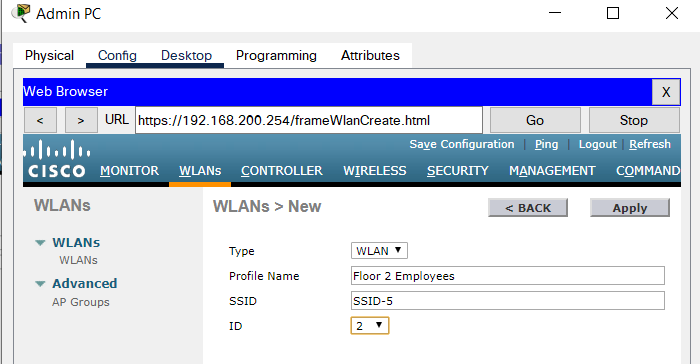 Admin PC
Physical Config Desktop Programming Attributes
Web Browser X
< > URL https://192.168.200.254/frameWlanCreate.html Go Stop
Save Configuration | Ping | Logout | Refresh
CISCO MONITOR WLANs CONTROLLER WIRELESS SECURITY MANAGEMENT COMMAND
WLANs
WLANs
WLANs
Advanced
AP Groups
WLANs > New < BACK Apply
Type WLAN
Profile Name Floor 2 Employees
SSID SSID-5
ID 2